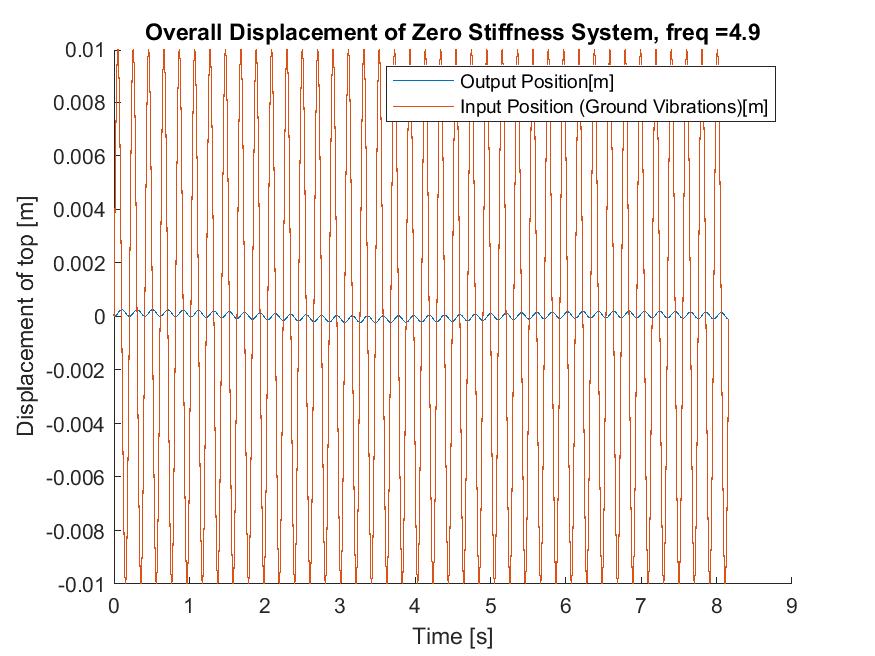 Overall Displacement of Zero Stiffness System, freq =4.9
0.01
0.008
0.006
0.004
0.002
0
-0.002
-0.004
-0.006
-0.008
-0.01
Displacement of top [m]
Output Position[m]
Input Position (Ground Vibrations)[m]
0 1 2 3 4 5 6 7 8 9
Time [s]